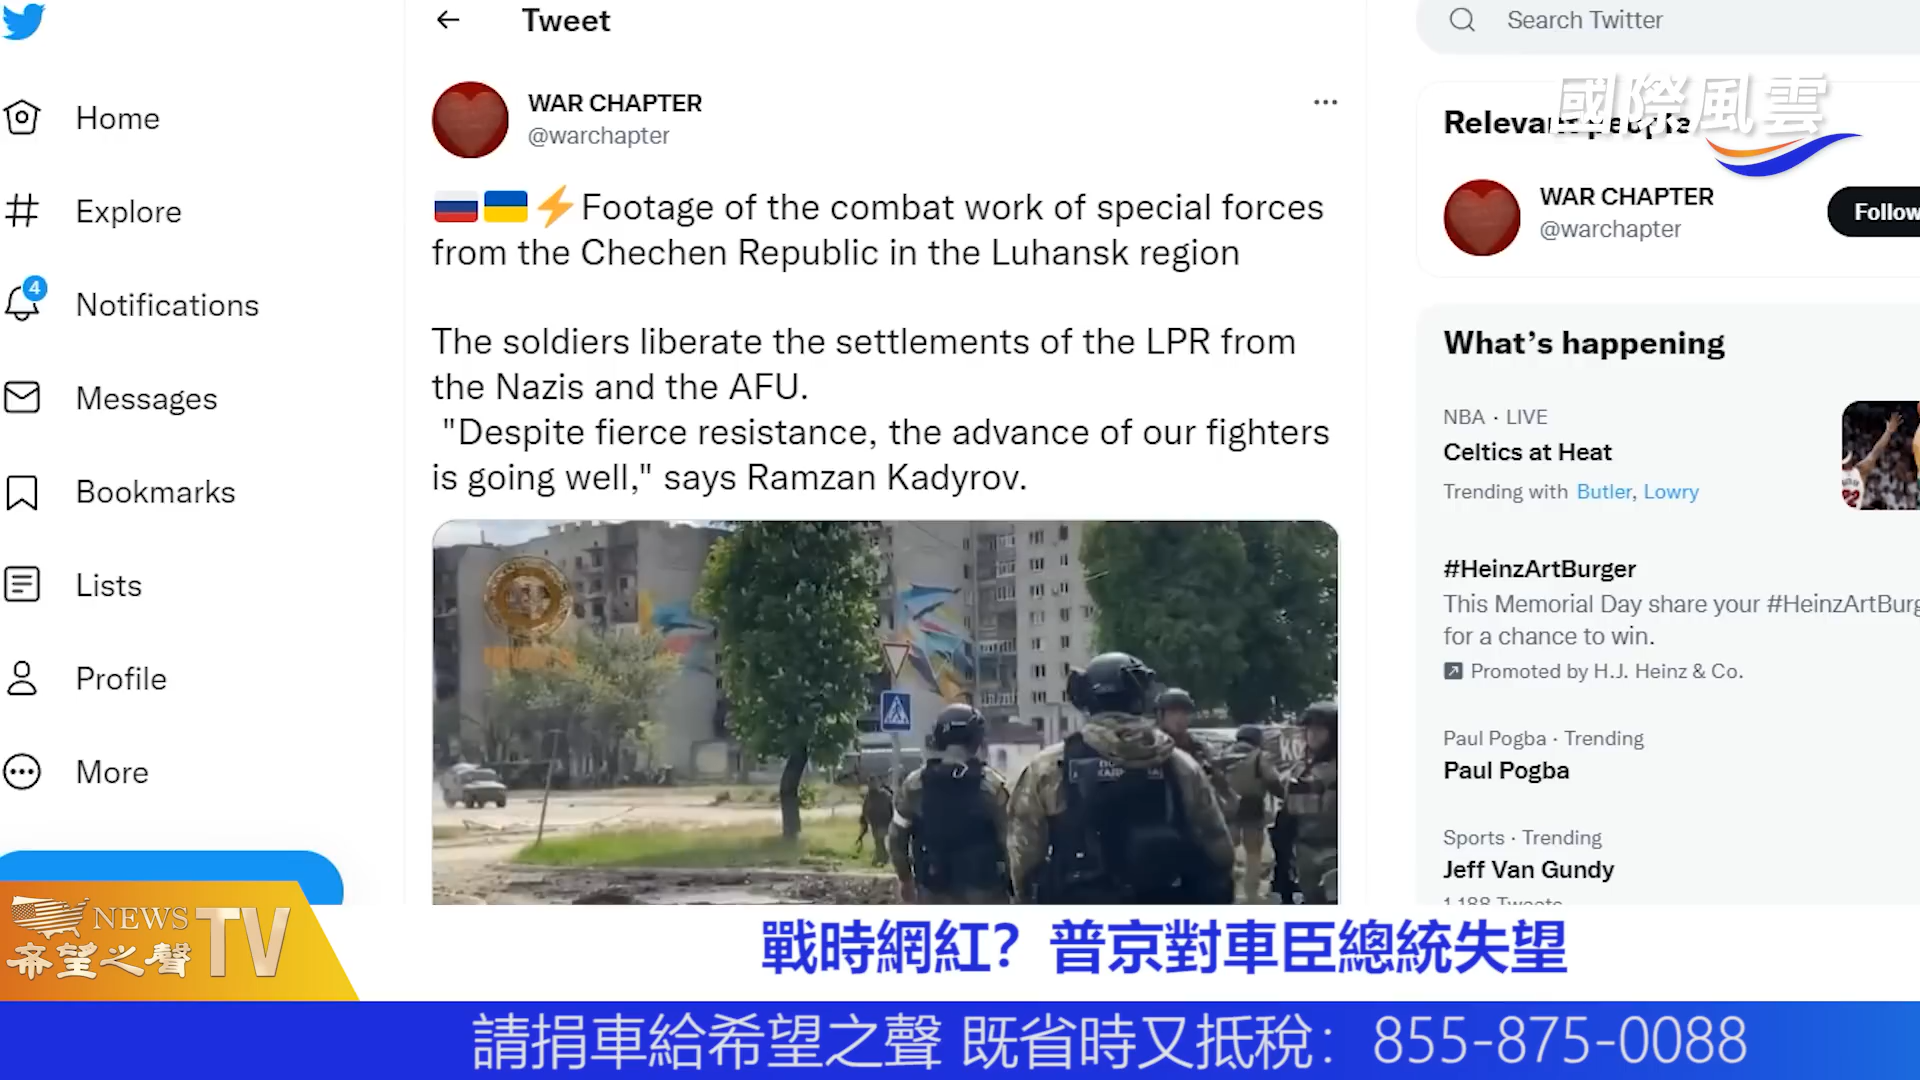 Tweet
Search Twitter
Home
Explore
4
Notifications
Messages
Bookmarks
Lists
Profile
More
WAR CHAPTER
@warchapter
Footage of the combat work of special forces
from the Chechen Republic in the Luhansk region
The soldiers liberate the settlements of the LPR from
the Nazis and the AFU.
"Despite fierce resistance, the advance of our fighters
is going well," says Ramzan Kadyrov.
國際風雲
Relevant people
WAR CHAPTER
@warchapter
Follow
What's happening
NBA · LIVE
Celtics at Heat
Trending with Butler, Lowry
#HeinzArtBurger
This Memorial Day share your #HeinzArtBurg
for a chance to win.
Promoted by H.J. Heinz & Co.
Paul Pogba · Trending
Paul Pogba
Sports · Trending
Jeff Van Gundy
1,188 Tweets
NEWS
希望之聲
TV
戰時網紅？普京對車臣總統失望
請捐車給希望之聲 既省時又抵稅：855-875-0088